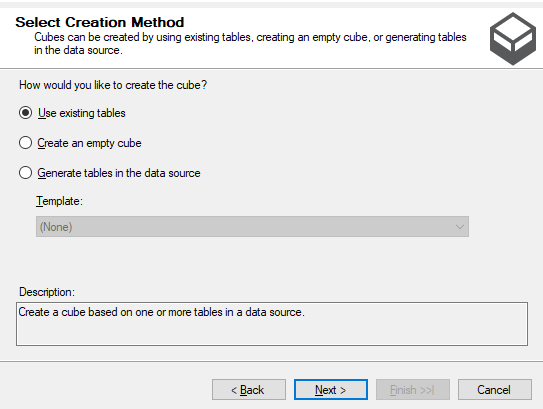 Select Creation Method
Cubes can be created by using existing tables, creating an empty cube, or generating tables
in the data source.
How would you like to create the cube?
Use existing tables
Create an empty cube
Generate tables in the data source
Template:
(None)
Description:
Create a cube based on one or more tables in a data source.
< Back
Next >
Finish >>|
Cancel